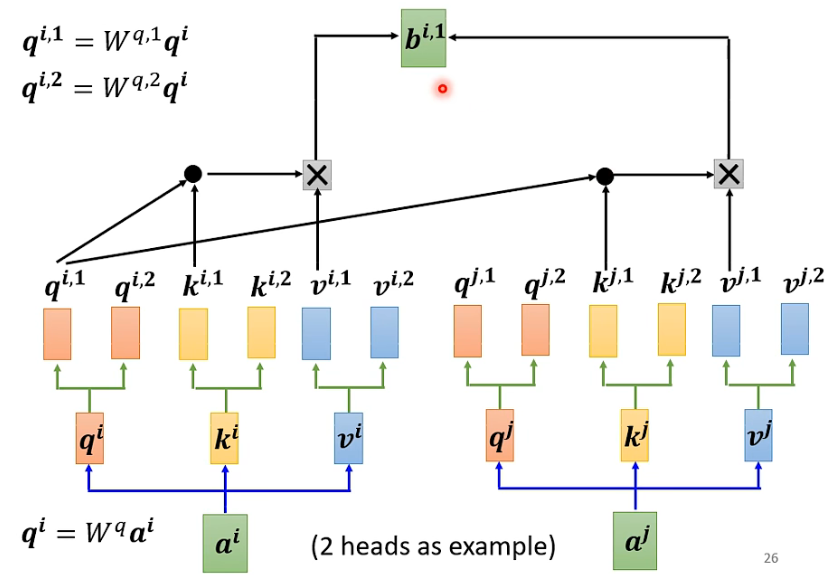 q^{i,1} = W^{q,1}q^i
q^{i,2} = W^{q,2}q^i
b^{i,1}
q^{i,1} q^{i,2} k^{i,1} k^{i,2} v^{i,1} v^{i,2} q^{j,1} q^{j,2} k^{j,1} k^{j,2} v^{j,1} v^{j,2}
q^i k^i v^i q^j k^j v^j
q^i = W^q a^i
a^i (2 heads as example) a^j
26